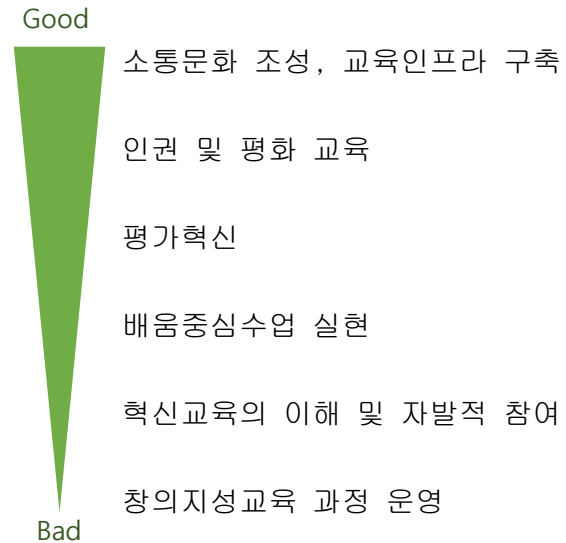 Good
소통문화 조성, 교육인프라 구축
인권 및 평화 교육
평가혁신
배움중심수업 실현
혁신교육의 이해 및 자발적 참여
창의지성교육 과정 운영
Bad